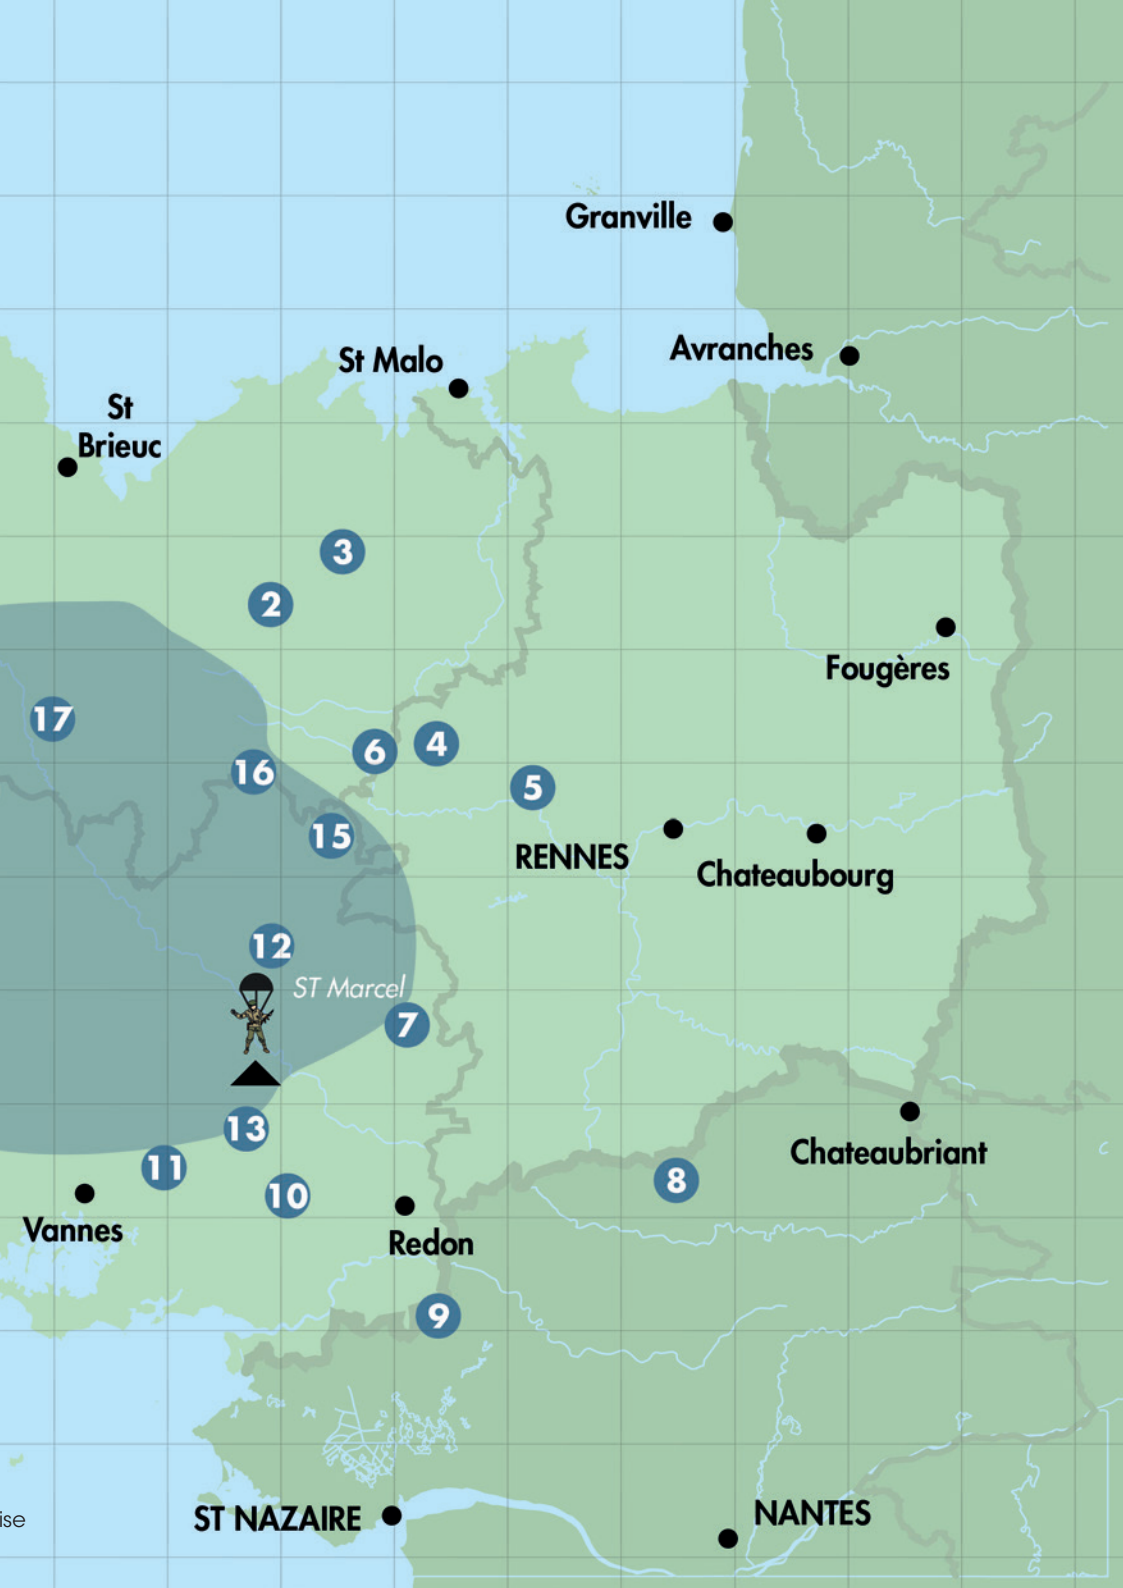 Granville
Avranches
St Malo
St
Brieuc
3
2
Fougères
17
6
4
16
5
15
RENNES
Chateaubourg
12
ST Marcel
7
Chateaubriant
13
11
8
10
Vannes
Redon
9
ise
ST NAZAIRE
NANTES